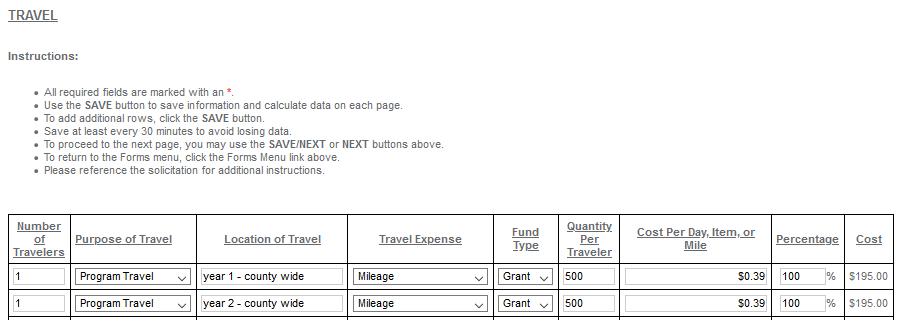 TRAVEL
Instructions:
All required fields are marked with an *.
Use the SAVE button to save information and calculate data on each page.
To add additional rows, click the SAVE button.
Save at least every 30 minutes to avoid losing data.
To proceed to the next page, you may use the SAVE/NEXT or NEXT buttons above.
To return to the Forms menu, click the Forms Menu link above.
Please reference the solicitation for additional instructions.
Number of Travelers Purpose of Travel Location of Travel Travel Expense Fund Type Quantity Per Traveler Cost Per Day, Item, or Mile Percentage Cost
1 Program Travel year 1 - county wide Mileage Grant 500 $0.39 100 % $195.00
1 Program Travel year 2 - county wide Mileage Grant 500 $0.39 100 % $195.00